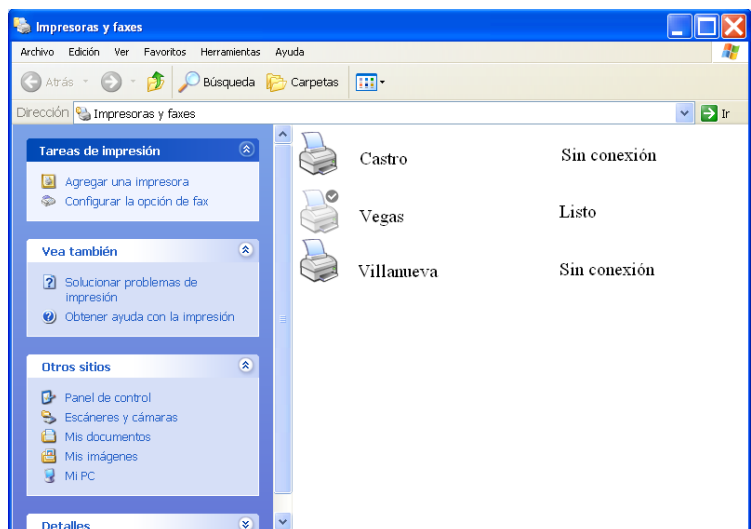 Impresoras y faxes
Archivo Edición Ver Favoritos Herramientas Ayuda
Atrás Búsqueda Carpetas
Dirección Impresoras y faxes Ir
Tareas de impresión
Agregar una impresora
Configurar la opción de fax
Vea también
Solucionar problemas de
impresión
Obtener ayuda con la impresión
Otros sitios
Panel de control
Escáneres y cámaras
Mis documentos
Mis imágenes
Mi PC
Detalles
Castro Sin conexión
Vegas Listo
Villanueva Sin conexión